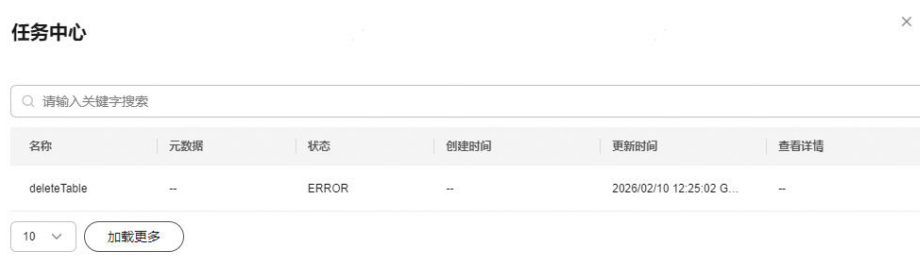 任务中心
请输入关键字搜索
名称 元数据 状态 创建时间 更新时间 查看详情
deleteTable -- ERROR -- 2026/02/10 12:25:02 G... --
10 加载更多